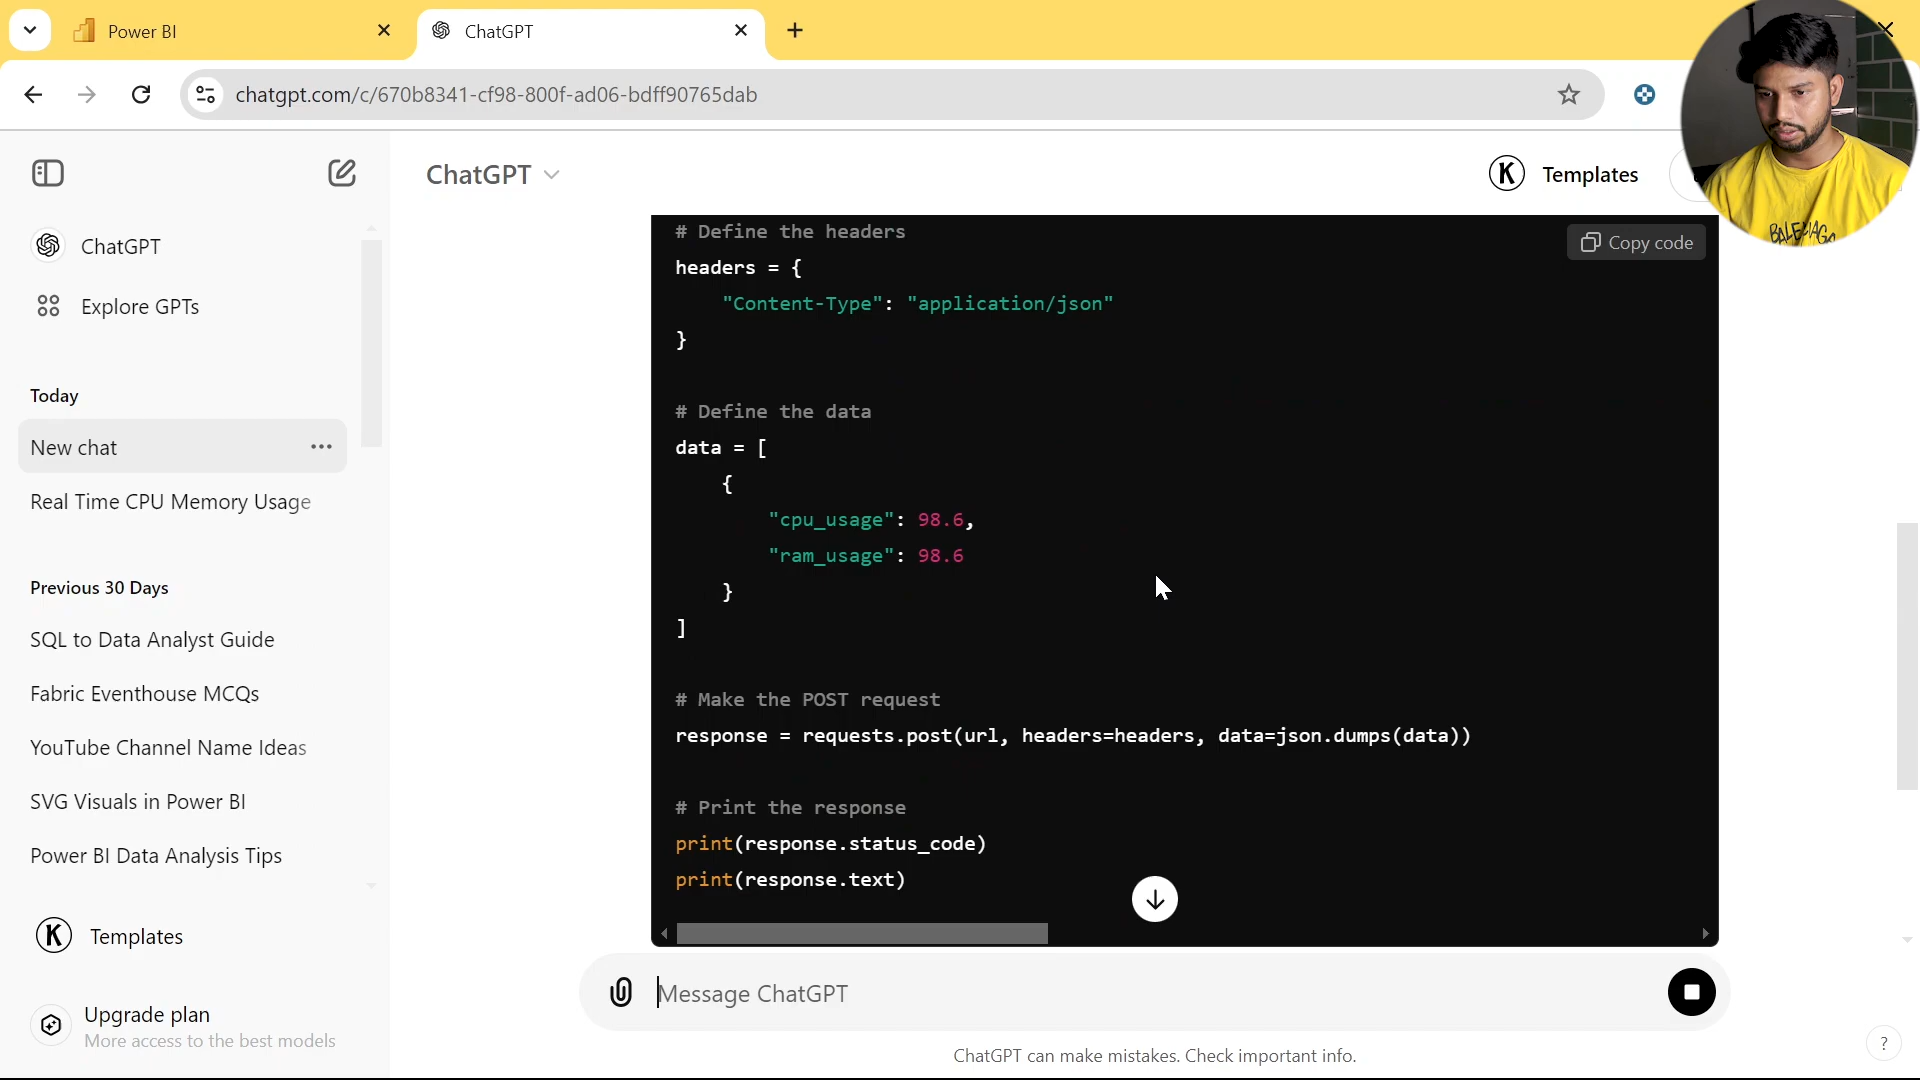 Power BI
ChatGPT
chatgpt.com/c/670b8341-cf98-800f-ad06-bdff90765dab
ChatGPT
K Templates
ChatGPT
Explore GPTs
Today
New chat
Real Time CPU Memory Usage
Previous 30 Days
SQL to Data Analyst Guide
Fabric Eventhouse MCQs
YouTube Channel Name Ideas
SVG Visuals in Power BI
Power BI Data Analysis Tips
K Templates
Upgrade plan
More access to the best models
Copy code
# Define the headers
headers = {
"Content-Type": "application/json"
}
# Define the data
data = [
{
"cpu_usage": 98.6,
"ram_usage": 98.6
}
]
# Make the POST request
response = requests.post(url, headers=headers, data=json.dumps(data))
# Print the response
print(response.status_code)
print(response.text)
Message ChatGPT
ChatGPT can make mistakes. Check important info.
?